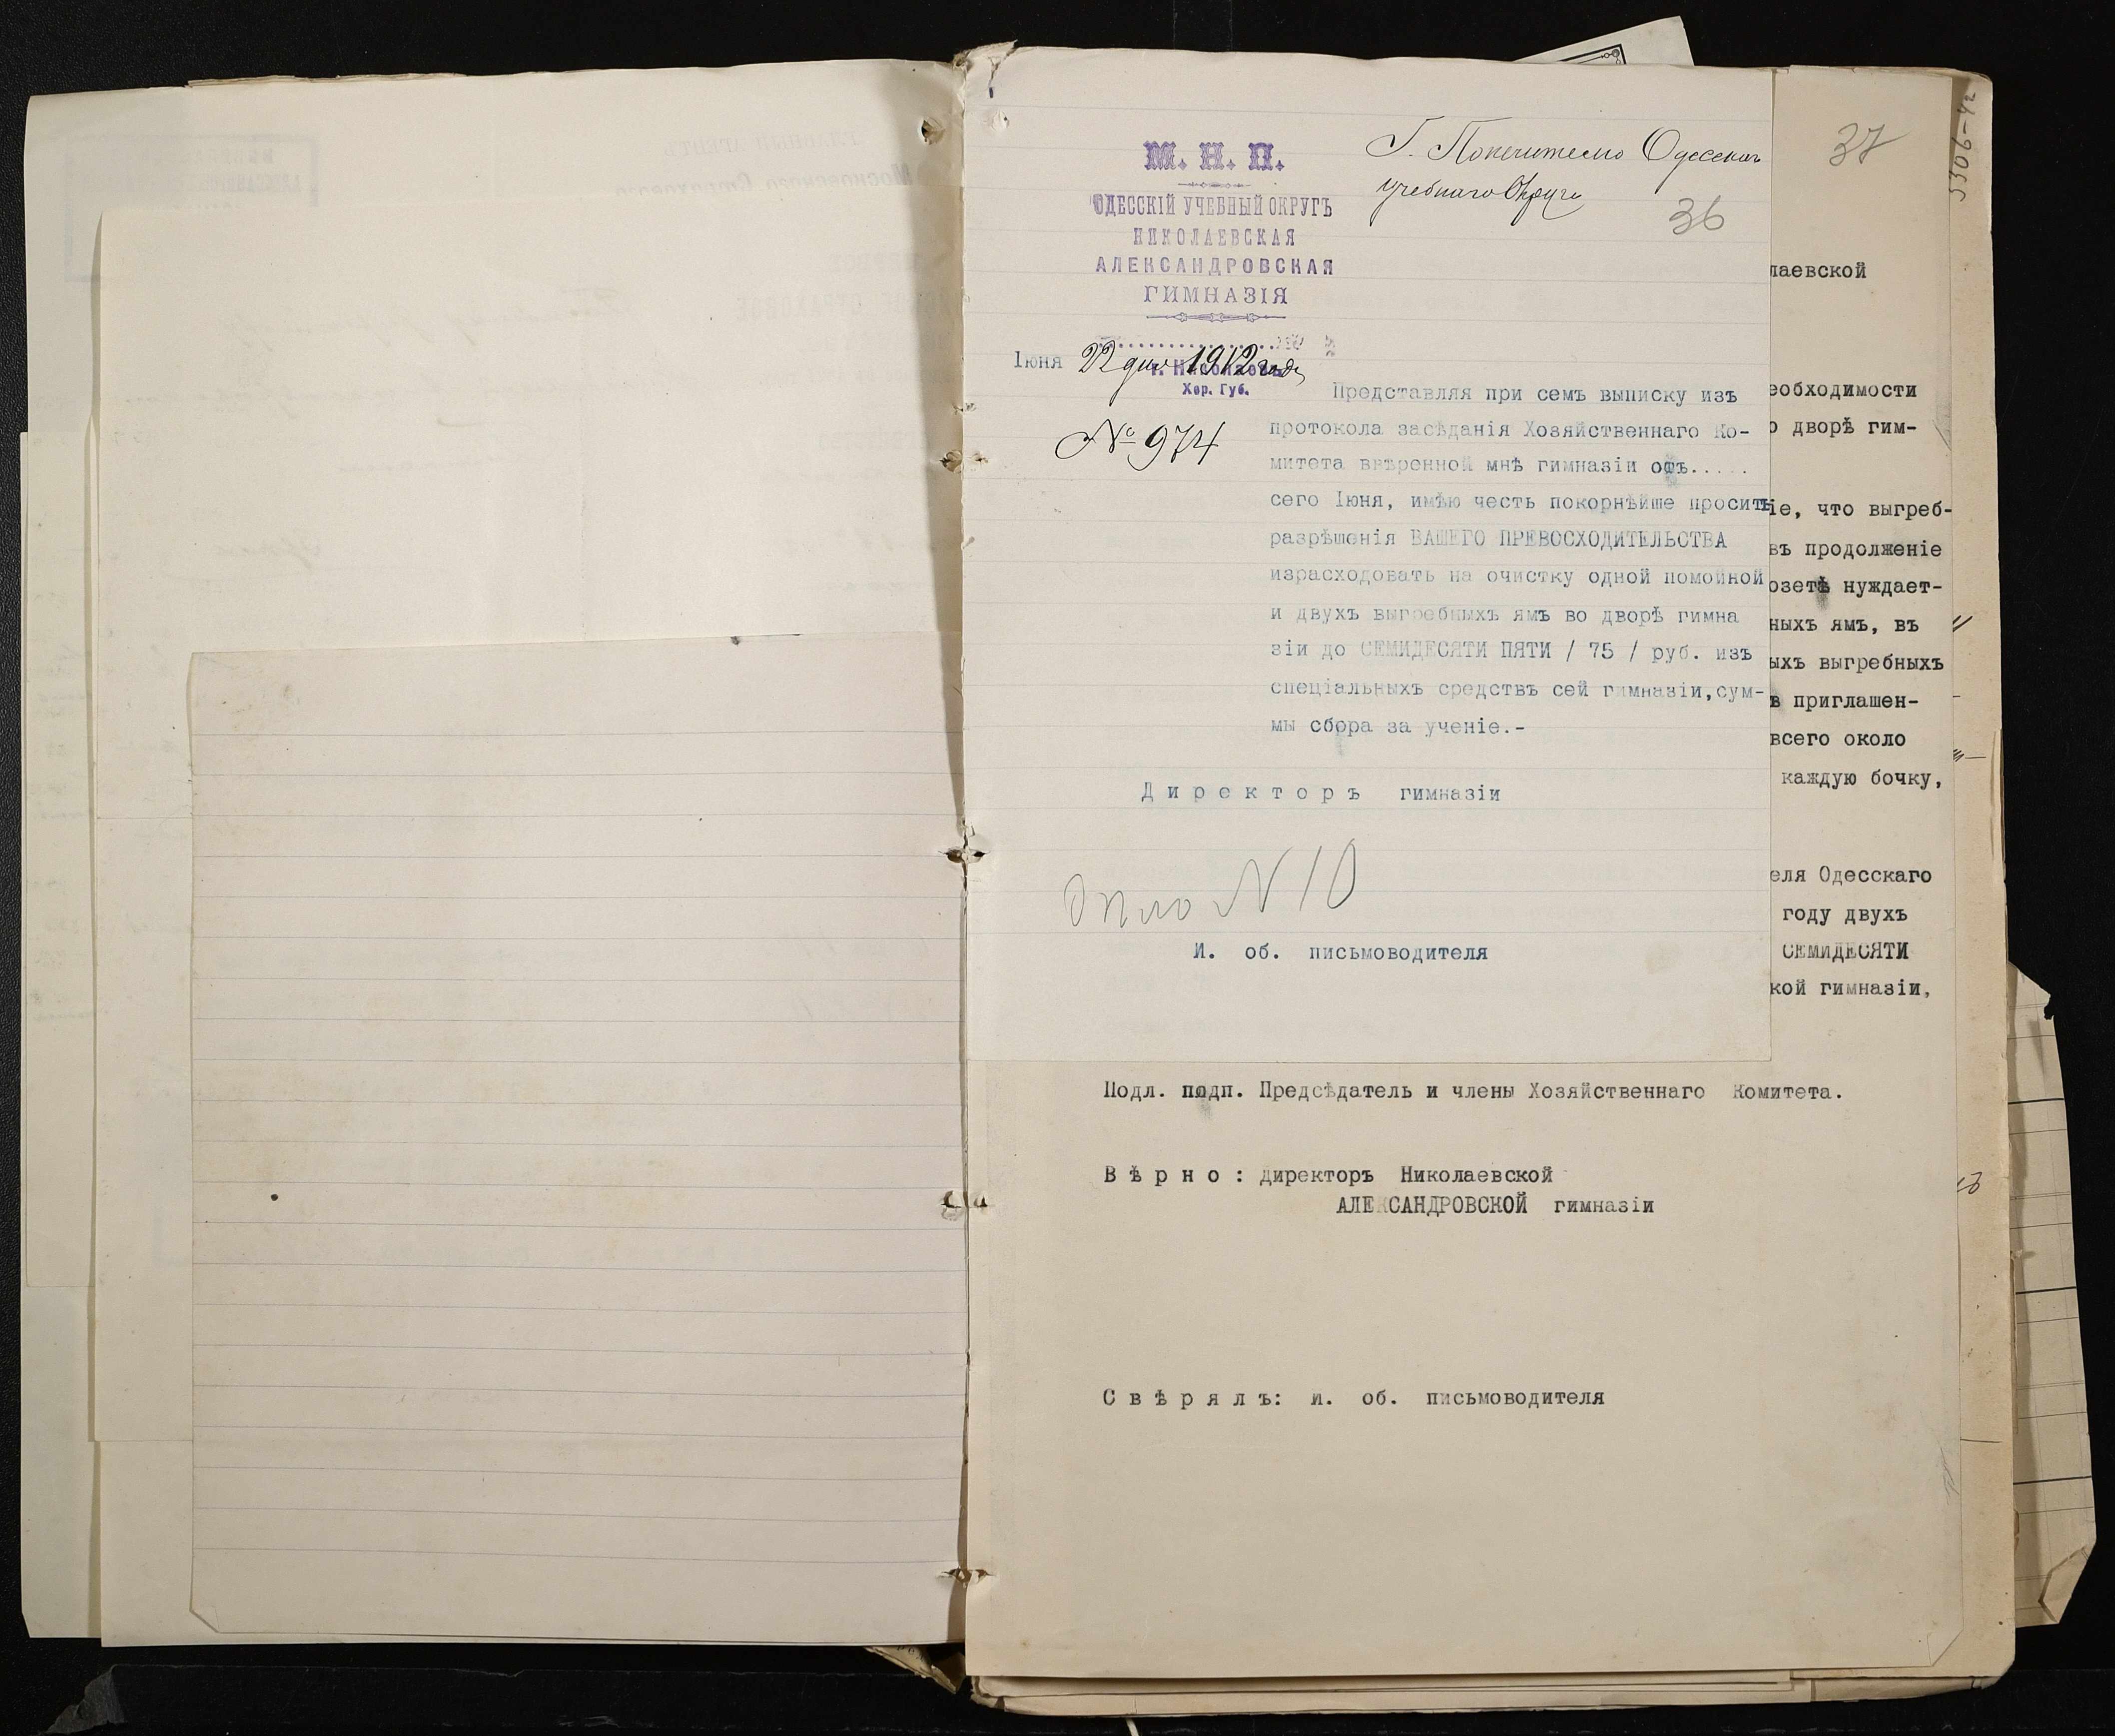 М. Н. П.
ОДЕССКІЙ УЧЕБНЫЙ ОКРУГЪ
НИКОЛАЕВСКАЯ
АЛЕКСАНДРОВСКАЯ
ГИМНАЗІЯ
Іюня 22 дня 1912 года
г. Николаевъ
Хер. Губ.
№ 974
Г. Попечителю Одесскаго
учебнаго Округа
36
Представляя при семъ выписку изъ
протокола засѣданія Хозяйственнаго Ко-
митета ввѣренной мнѣ гимназіи отъ.....
сего Іюня, имѣю честь покорнѣйше просить
разрѣшенія ВАШЕГО ПРЕВОСХОДИТЕЛЬСТВА
израсходовать на очистку одной помойной
и двухъ выгребныхъ ямъ во дворѣ гимна
зіи до СЕМИДЕСЯТИ ПЯТИ / 75 / руб. изъ
спеціальныхъ средствъ сей гимназіи,сум-
мы сбора за ученіе.-
Директоръ гимназіи
N 10
И. об. письмоводителя
37
5306-42
лаевской
еобходимости
о дворѣ гим-
іе, что выгреб-
въ продолженіе
озетѣ нуждает-
ныхъ ямъ, въ
ыхъ выгребныхъ
в приглашен-
всего около
каждую бочку,
еля Одесскаго
году двухъ
СЕМИДЕСЯТИ
кой гимназіи,
Подл. подп. Предсѣдатель и члены Хозяйственнаго Комитета.
Вѣрно: директоръ Николаевской
АЛЕКСАНДРОВСКОЙ гимназіи
Свѣрялъ: и. об. письмоводителя